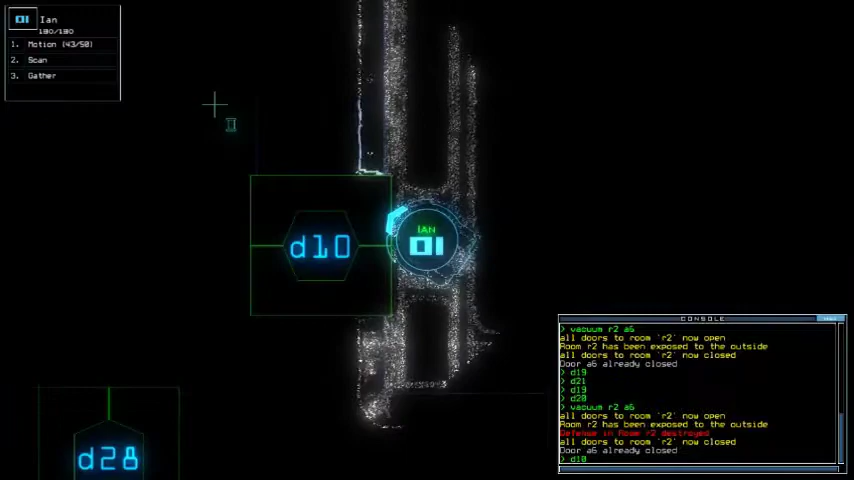 01 Ian
180/180
1. Motion (43/50)
2. Scan
3. Gather
d10
IAN
01
d28
CONSOLE
> vacuum r2 a6
all doors to room `r2` now open
Room r2 has been exposed to the outside
all doors to room `r2` now closed
Door a6 already closed
> d19
> d21
> d19
> d20
> vacuum r2 a6
all doors to room `r2` now open
Room r2 has been exposed to the outside
Defense in Room r2 destroyed
all doors to room `r2` now closed
Door a6 already closed
> d10